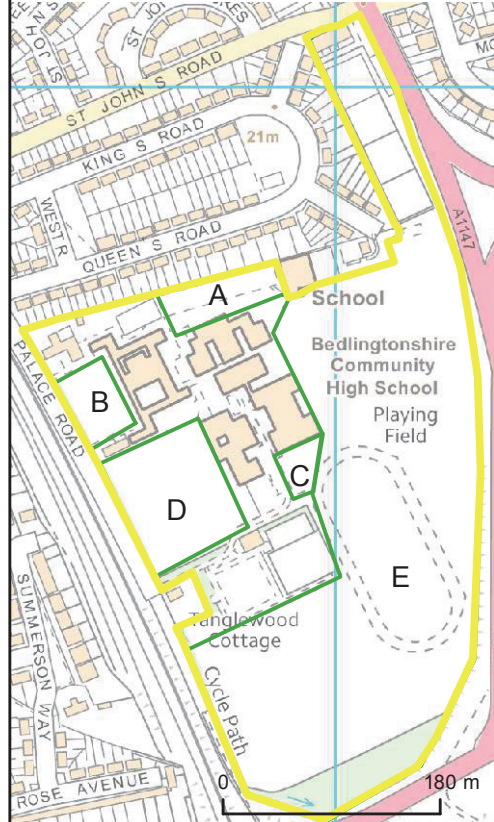 ST JOHN S ROAD
KING S ROAD
21m
WEST R
QUEEN S ROAD
A1147
A
School
Bedlingtonshire
Community
High School
Playing
Field
PALACE ROAD
B
C
D
E
Tanglewood
Cottage
SUMMERSON WAY
Cycle path
ROSE AVENUE
0
180 m